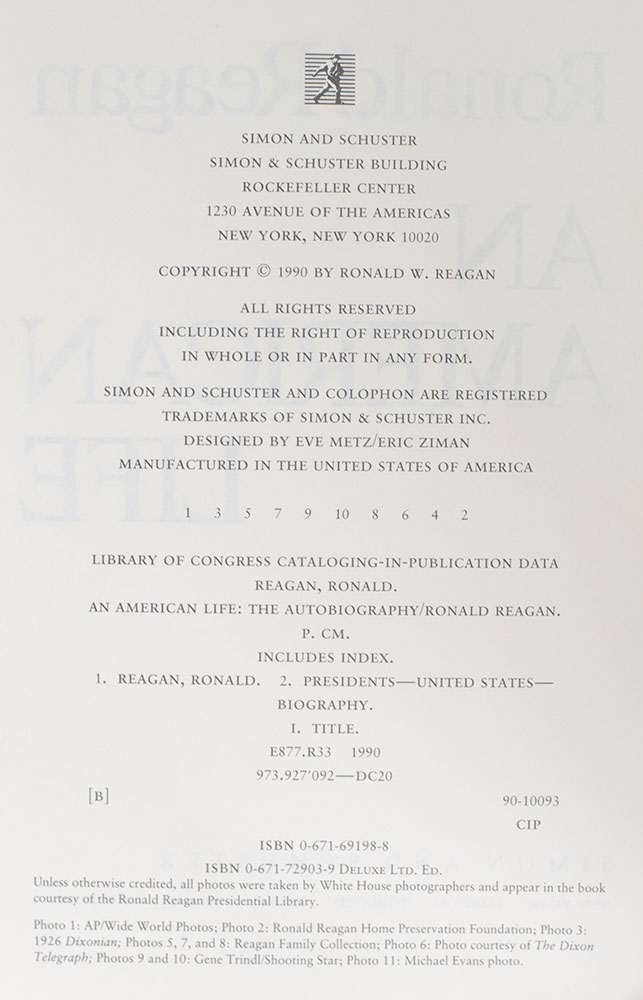 SIMON AND SCHUSTER
SIMON & SCHUSTER BUILDING
ROCKEFELLER CENTER
1230 AVENUE OF THE AMERICAS
NEW YORK, NEW YORK 10020
COPYRIGHT © 1990 BY RONALD W. REAGAN
ALL RIGHTS RESERVED
INCLUDING THE RIGHT OF REPRODUCTION
IN WHOLE OR IN PART IN ANY FORM.
SIMON AND SCHUSTER AND COLOPHON ARE REGISTERED
TRADEMARKS OF SIMON & SCHUSTER INC.
DESIGNED BY EVE METZ/ERIC ZIMAN
MANUFACTURED IN THE UNITED STATES OF AMERICA
1 3 5 7 9 10 8 6 4 2
LIBRARY OF CONGRESS CATALOGING-IN-PUBLICATION DATA
REAGAN, RONALD.
AN AMERICAN LIFE: THE AUTOBIOGRAPHY/RONALD REAGAN.
P. CM.
INCLUDES INDEX.
1. REAGAN, RONALD. 2. PRESIDENTS—UNITED STATES—
BIOGRAPHY.
I. TITLE.
E877.R33 1990
973.927'092—DC20
[B] 90-10093
CIP
ISBN 0-671-69198-8
ISBN 0-671-72903-9 DELUXE LTD. ED.
Unless otherwise credited, all photos were taken by White House photographers and appear in the book
courtesy of the Ronald Reagan Presidential Library.
Photo 1: AP/Wide World Photos; Photo 2: Ronald Reagan Home Preservation Foundation; Photo 3:
1926 Dixonian; Photos 5, 7, and 8: Reagan Family Collection; Photo 6: Photo courtesy of The Dixon
Telegraph; Photos 9 and 10: Gene Trindl/Shooting Star; Photo 11: Michael Evans photo.